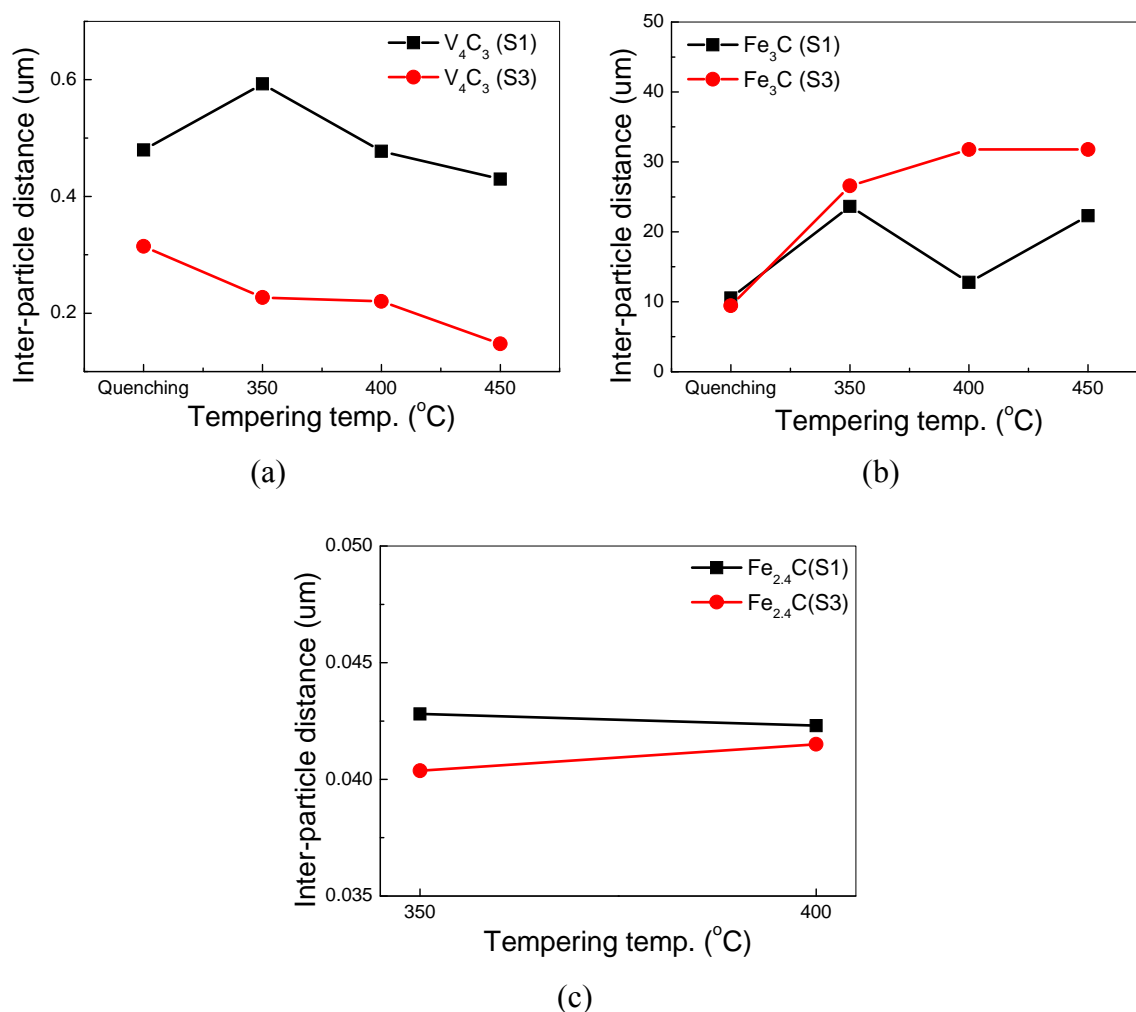 V₄C₃ (S1)
V₄C₃ (S3)
0.6
0.4
0.2
Inter-particle distance (um)
Quenching 350 400 450
Tempering temp. (°C)
(a)
Fe₃C (S1)
Fe₃C (S3)
50
40
30
20
10
0
Inter-particle distance (um)
Quenching 350 400 450
Tempering temp. (°C)
(b)
Fe₂.₄C(S1)
Fe₂.₄C(S3)
0.050
0.045
0.040
0.035
Inter-particle distance (um)
350 400
Tempering temp. (°C)
(c)